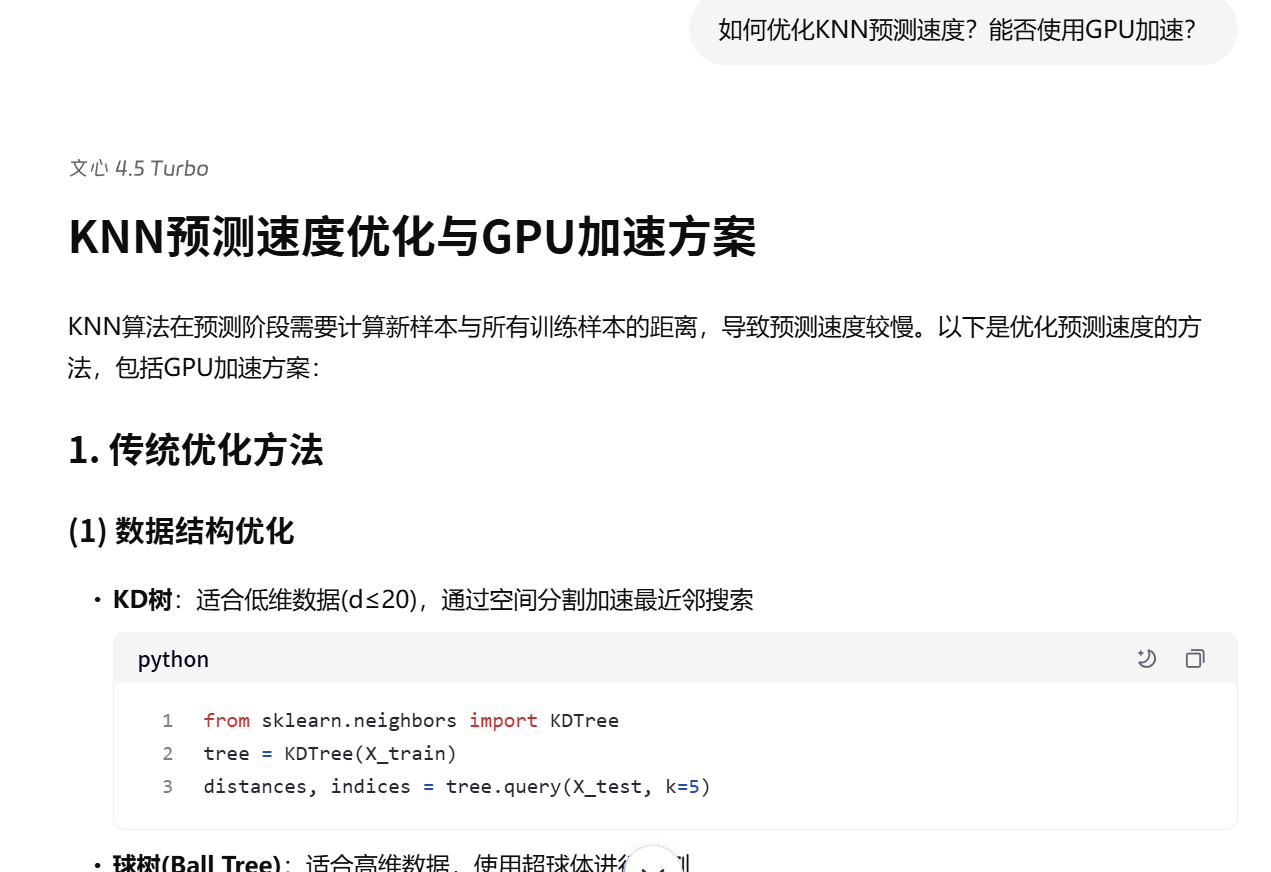 如何优化KNN预测速度？能否使用GPU加速？
文心 4.5 Turbo
KNN预测速度优化与GPU加速方案
KNN算法在预测阶段需要计算新样本与所有训练样本的距离，导致预测速度较慢。以下是优化预测速度的方
法，包括GPU加速方案：
1. 传统优化方法
(1) 数据结构优化
• KD树：适合低维数据(d≤20)，通过空间分割加速最近邻搜索
python
1 from sklearn.neighbors import KDTree
2 tree = KDTree(X_train)
3 distances, indices = tree.query(X_test, k=5)
• 球树(Ball Tree)：适合高维数据，使用超球体进行